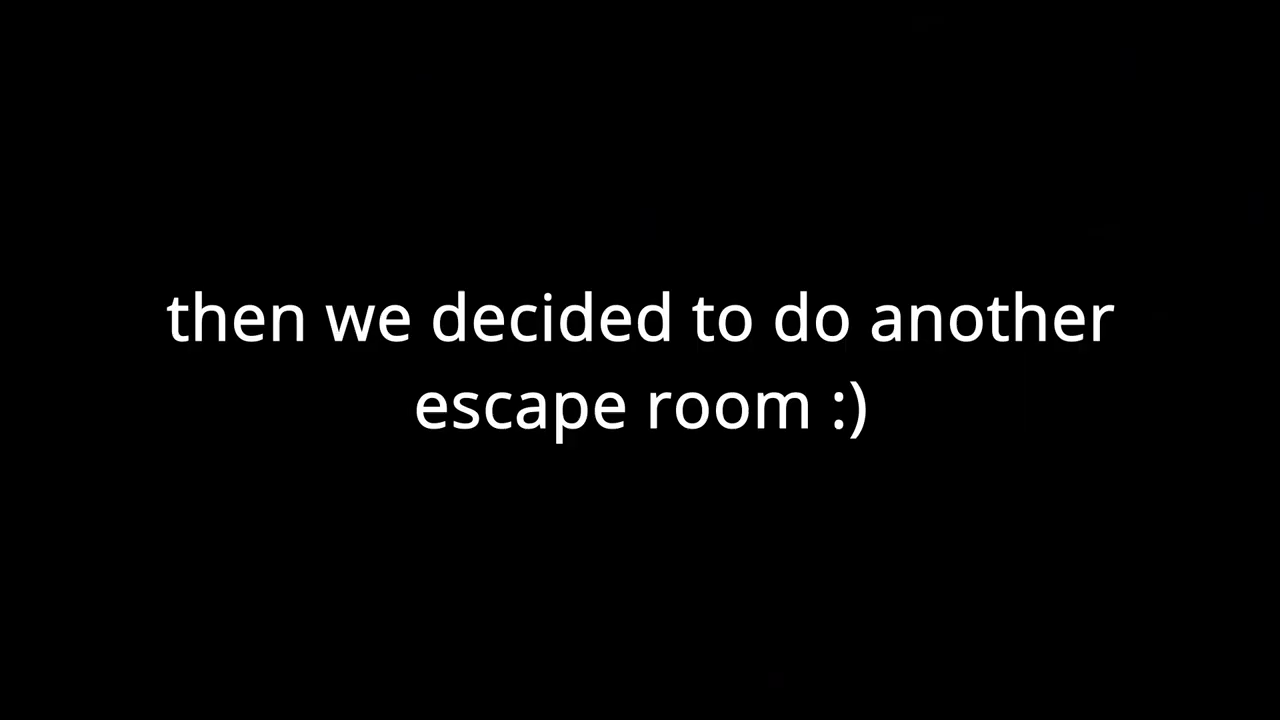 then we decided to do another
escape room :)